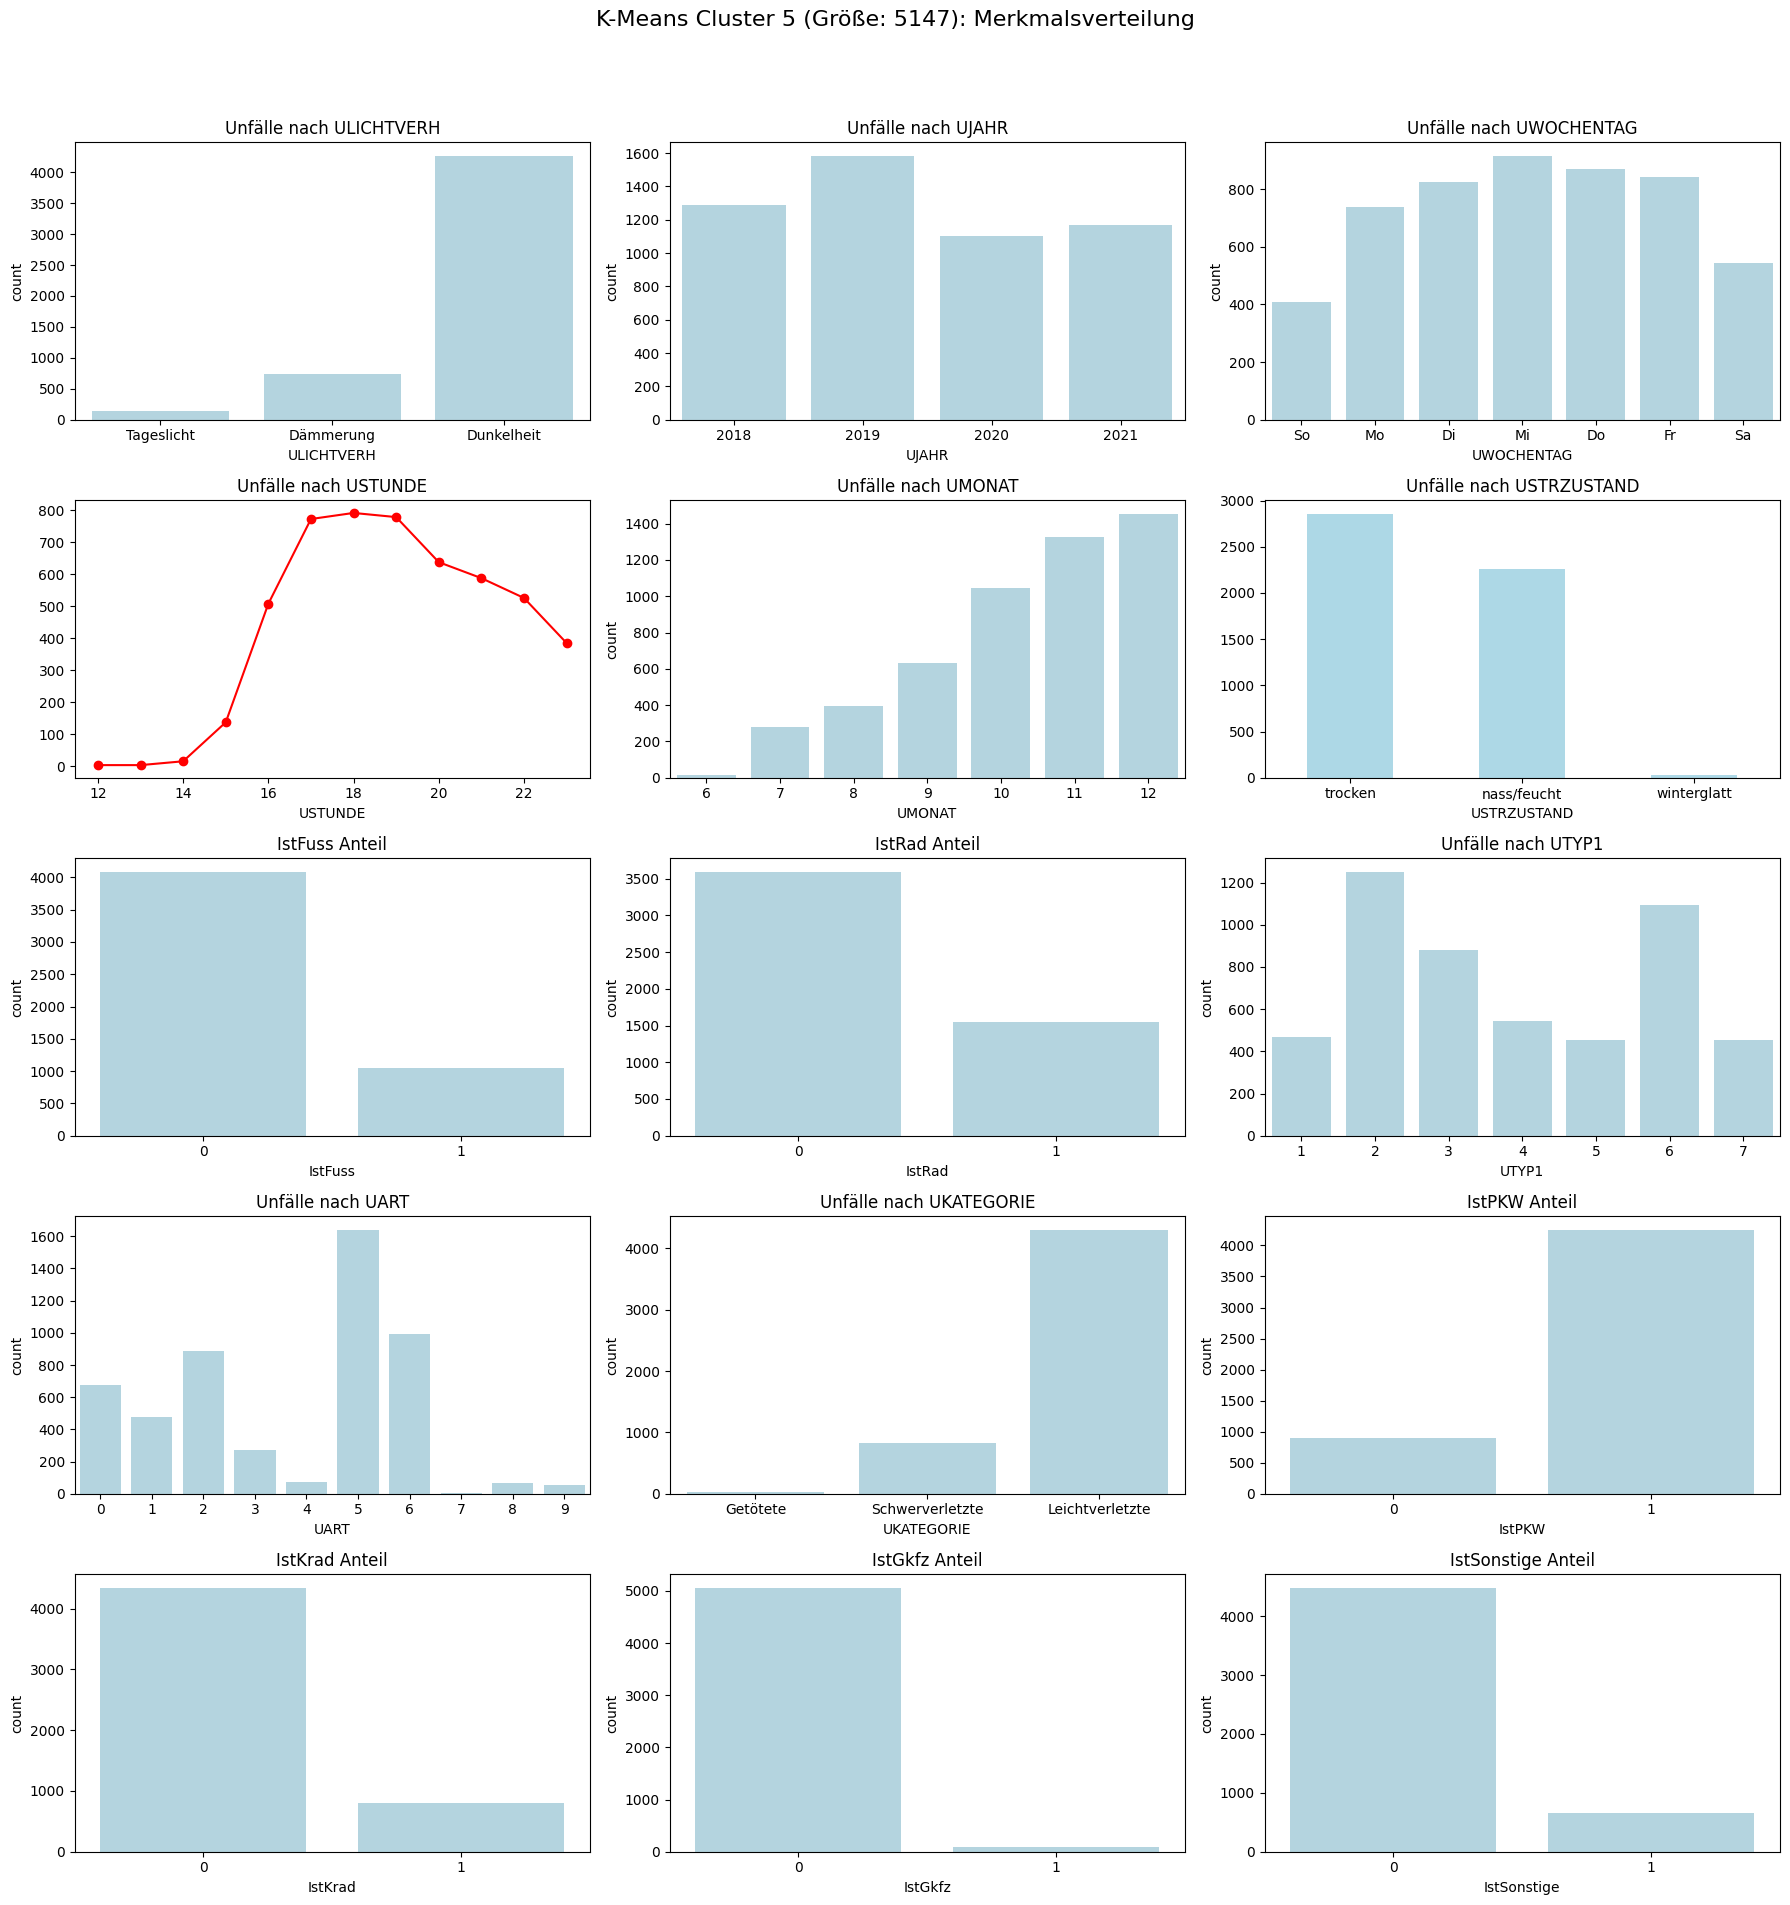 K-Means Cluster 5 (Größe: 5147): Merkmalsverteilung
Unfälle nach ULICHTVERH
4000
3500
3000
2500
2000
1500
1000
500
0
count
Tageslicht Dämmerung Dunkelheit
ULICHTVERH
Unfälle nach UJAHR
1600
1400
1200
1000
800
600
400
200
0
count
2018 2019 2020 2021
UJAHR
Unfälle nach UWOCHENTAG
800
600
400
200
0
count
So Mo Di Mi Do Fr Sa
UWOCHENTAG
Unfälle nach USTUNDE
800
700
600
500
400
300
200
100
0
12 14 16 18 20 22
USTUNDE
Unfälle nach UMONAT
1400
1200
1000
800
600
400
200
0
count
6 7 8 9 10 11 12
UMONAT
Unfälle nach USTRZUSTAND
3000
2500
2000
1500
1000
500
0
trocken nass/feucht winterglatt
USTRZUSTAND
IstFuss Anteil
4000
3500
3000
2500
2000
1500
1000
500
0
count
0 1
IstFuss
IstRad Anteil
3500
3000
2500
2000
1500
1000
500
0
count
0 1
IstRad
Unfälle nach UTYP1
1200
1000
800
600
400
200
0
count
1 2 3 4 5 6 7
UTYP1
Unfälle nach UART
1600
1400
1200
1000
800
600
400
200
0
count
0 1 2 3 4 5 6 7 8 9
UART
Unfälle nach UKATEGORIE
4000
3000
2000
1000
0
count
Getötete Schwerverletzte Leichtverletzte
UKATEGORIE
IstPKW Anteil
4000
3500
3000
2500
2000
1500
1000
500
0
count
0 1
IstPKW
IstKrad Anteil
4000
3000
2000
1000
0
count
0 1
IstKrad
IstGkfz Anteil
5000
4000
3000
2000
1000
0
count
0 1
IstGkfz
IstSonstige Anteil
4000
3000
2000
1000
0
count
0 1
IstSonstige